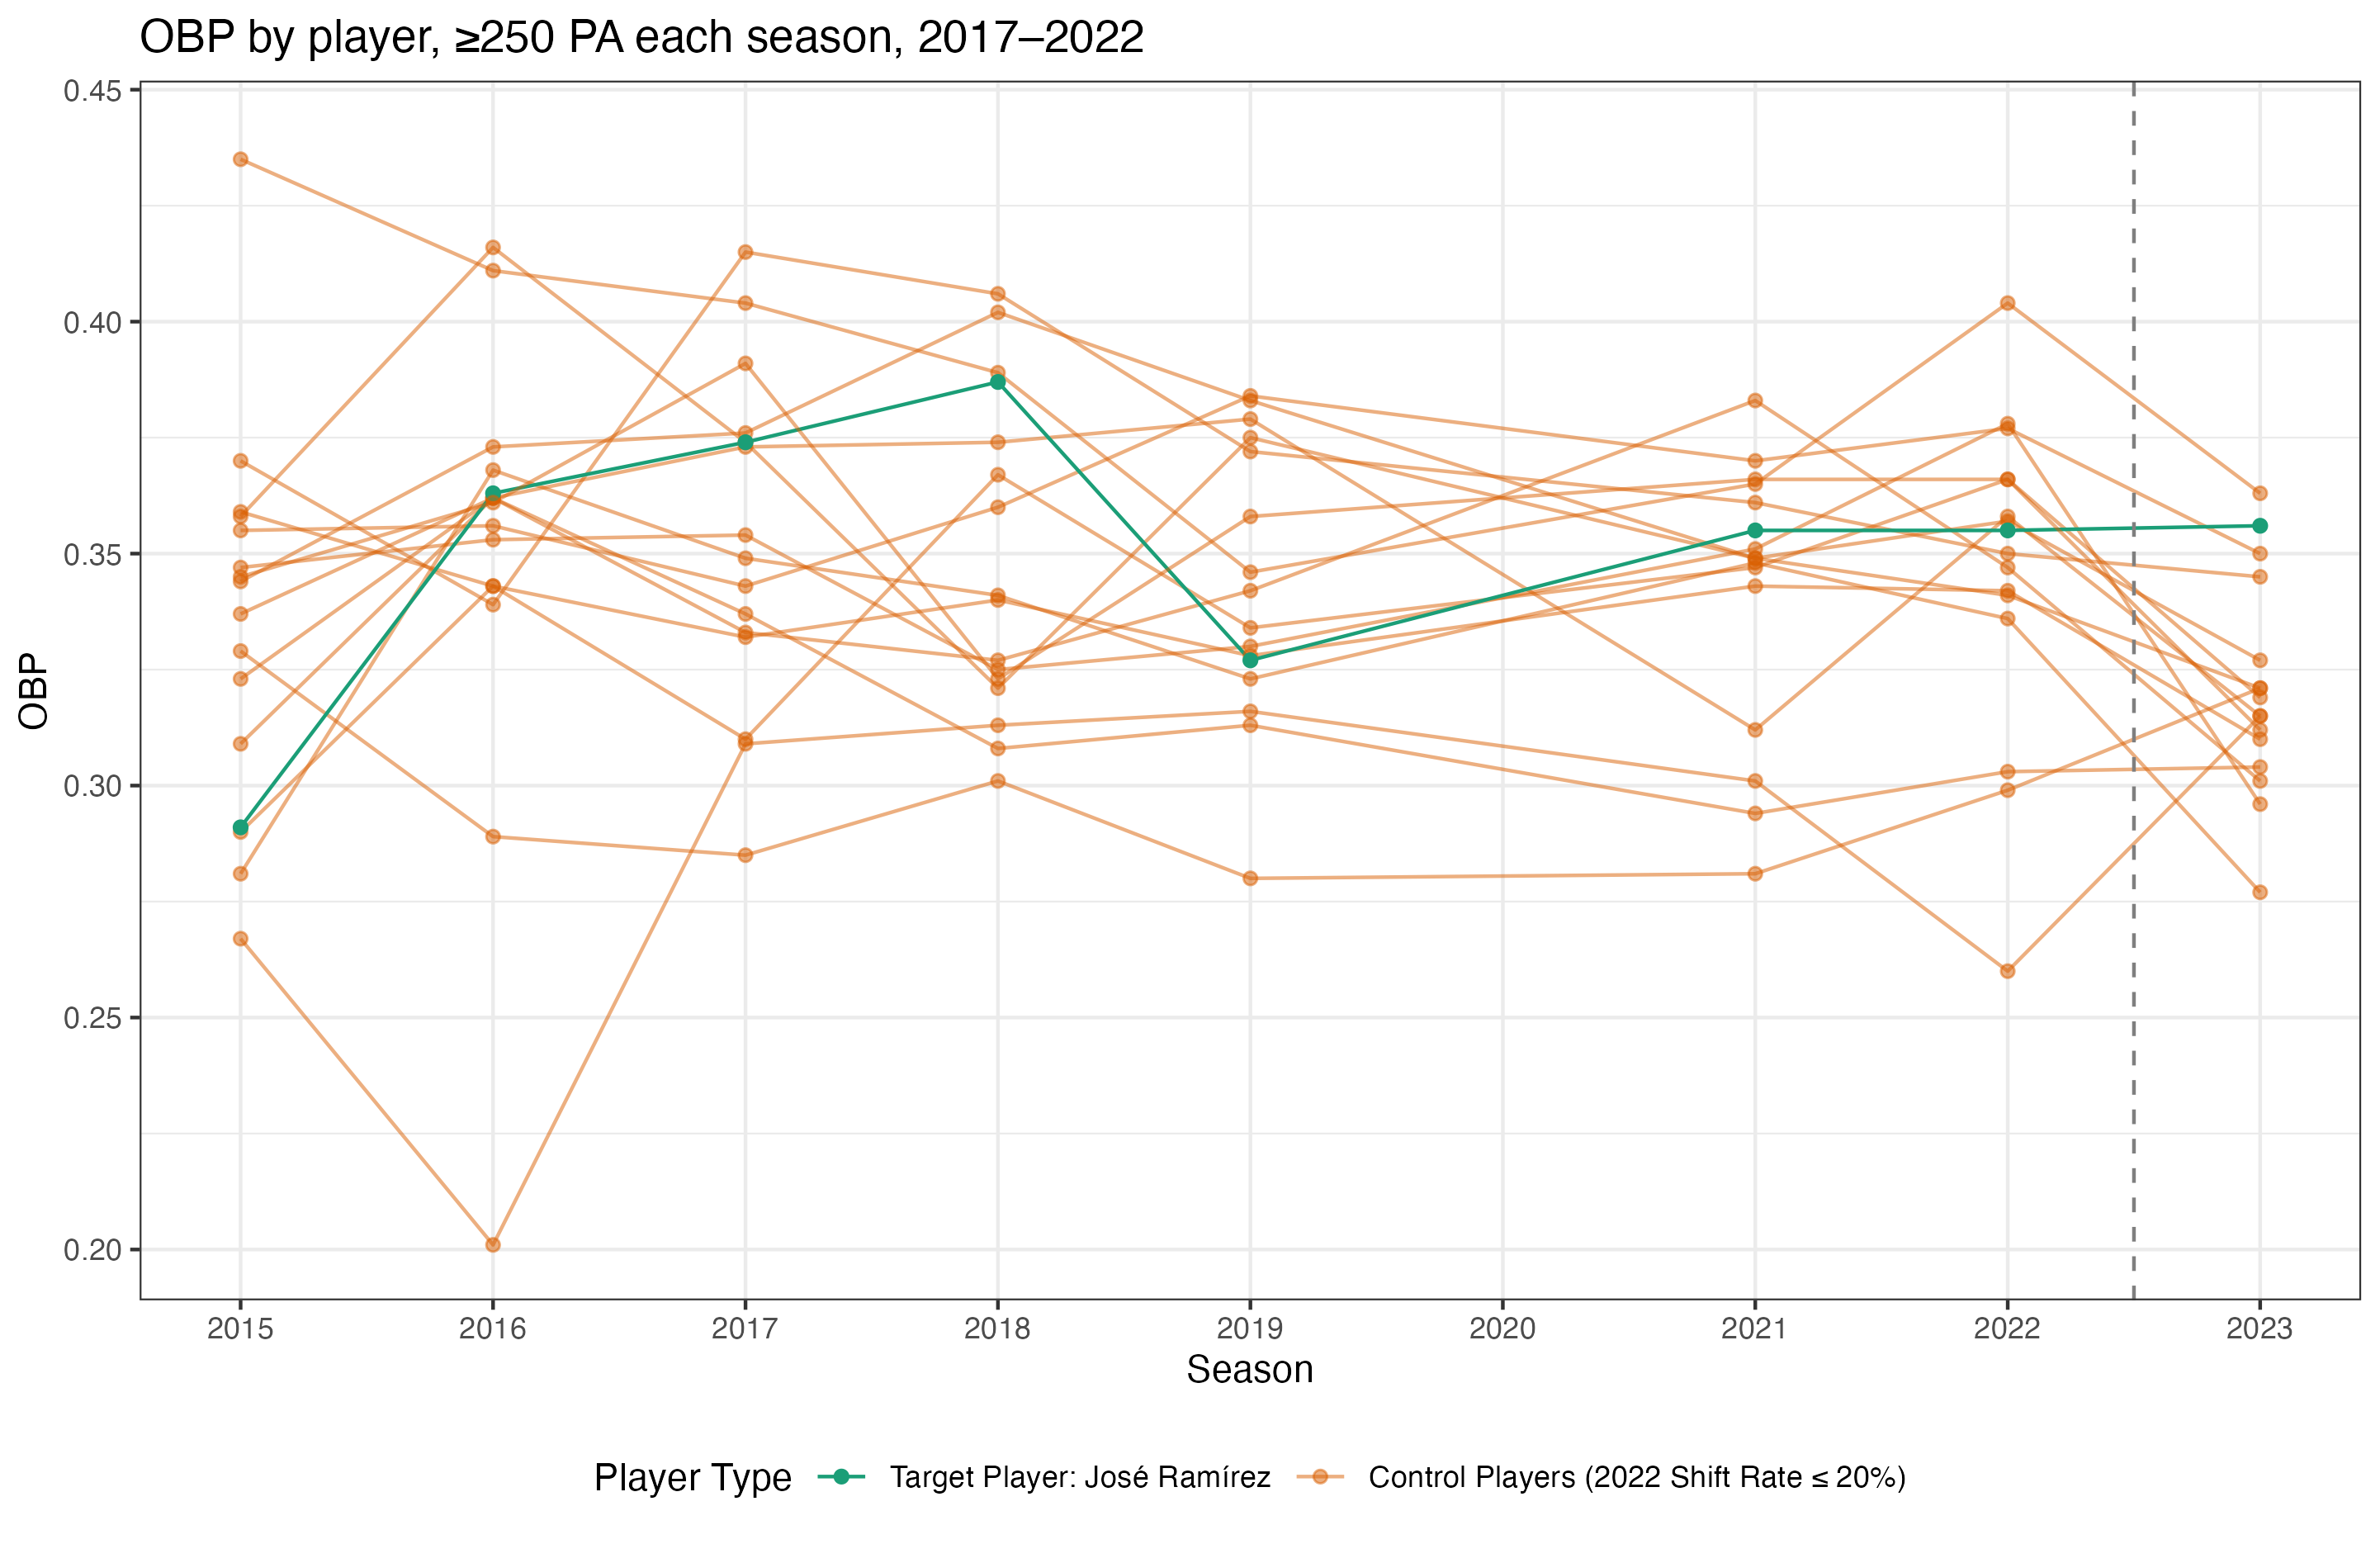 OBP by player, ≥250 PA each season, 2017–2022
0.45
0.40
0.35
0.30
0.25
0.20
OBP
2015 2016 2017 2018 2019 2020 2021 2022 2023
Season
Player Type Target Player: José Ramírez Control Players (2022 Shift Rate ≤ 20%)